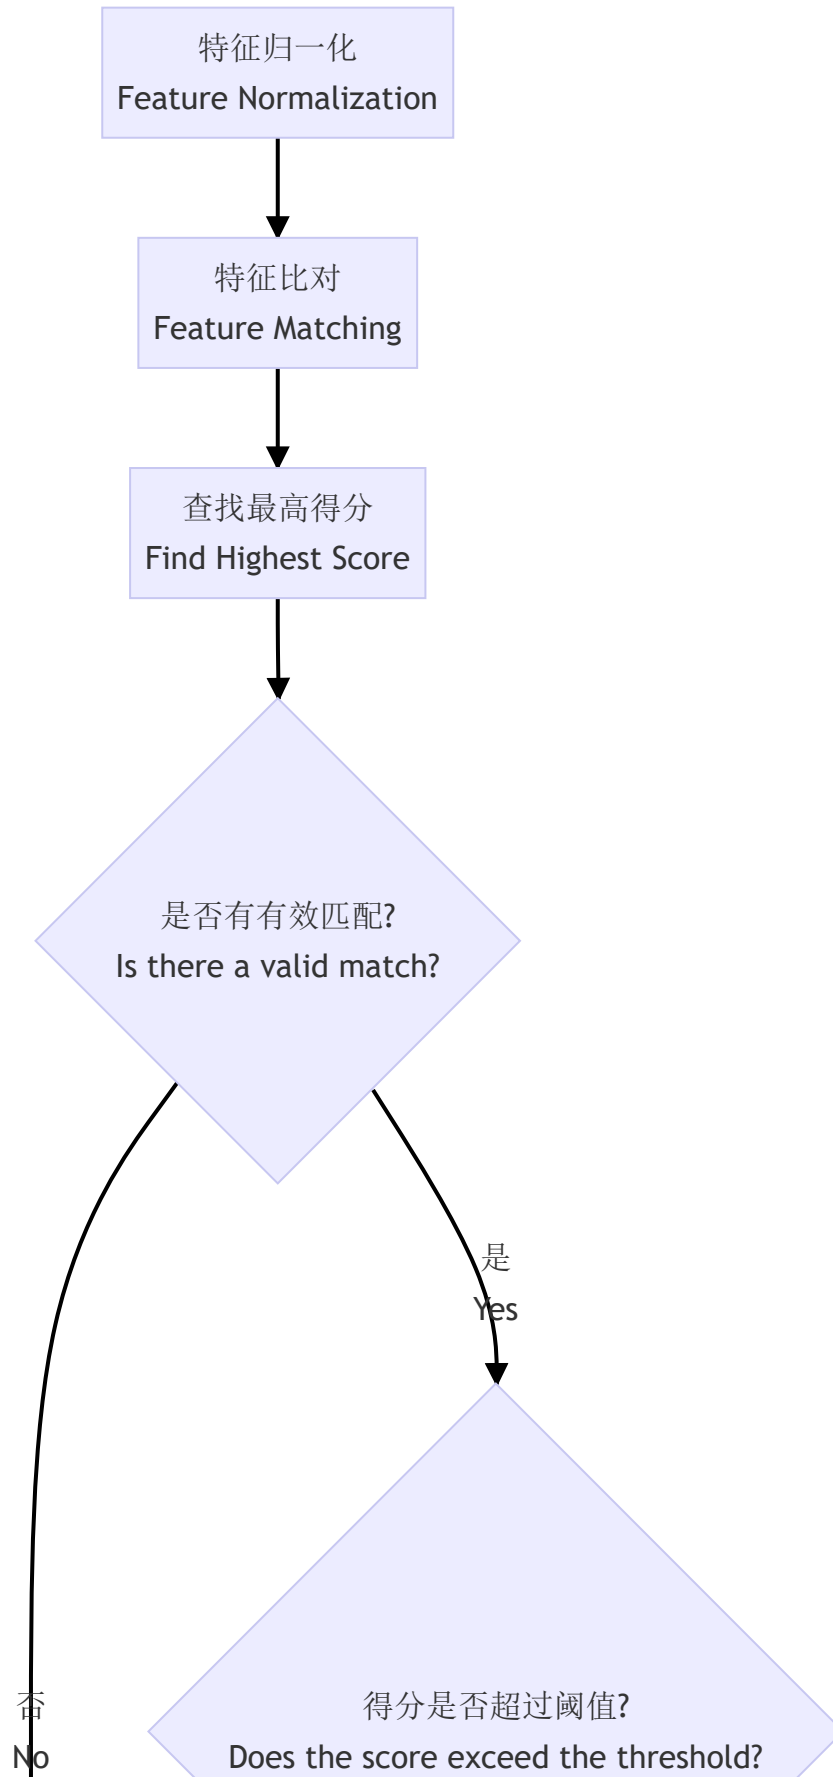 特征归一化
Feature Normalization
特征比对
Feature Matching
查找最高得分
Find Highest Score
是否有有效匹配?
Is there a valid match?
是
Yes
否
No
得分是否超过阈值?
Does the score exceed the threshold?